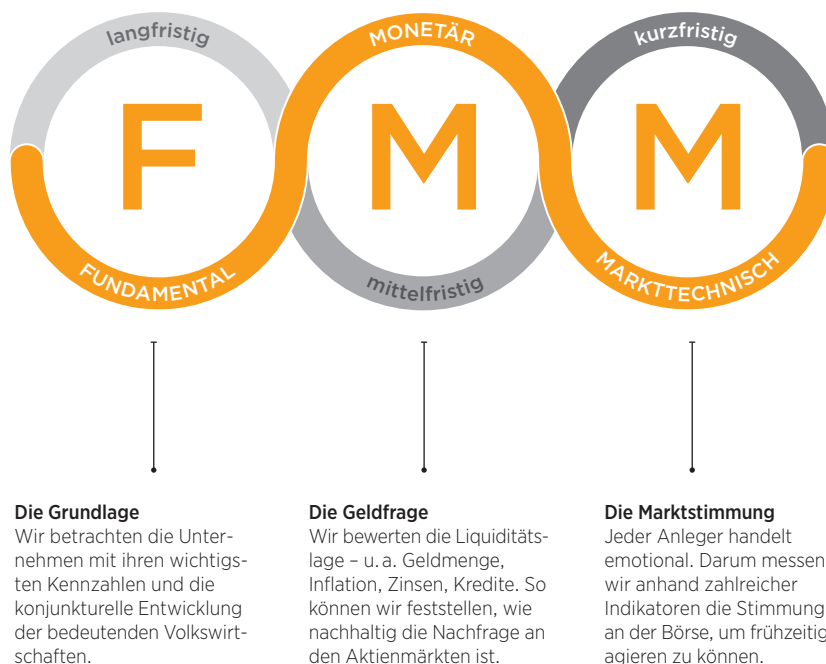 langfristig
MONETÄR
kurzfristig
F
M
M
FUNDAMENTAL
mittelfristig
MARKTTECHNISCH
Die Grundlage
Wir betrachten die Unter-
nehmen mit ihren wichtigs-
ten Kennzahlen und die
konjunkturelle Entwicklung
der bedeutenden Volkswirt-
schaften.
Die Geldfrage
Wir bewerten die Liquiditäts-
lage – u. a. Geldmenge,
Inflation, Zinsen, Kredite. So
können wir feststellen, wie
nachhaltig die Nachfrage an
den Aktienmärkten ist.
Die Marktstimmung
Jeder Anleger handelt
emotional. Darum messen
wir anhand zahlreicher
Indikatoren die Stimmung
an der Börse, um frühzeitig
agieren zu können.